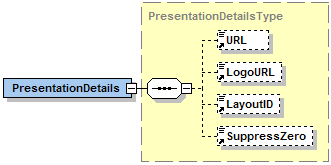 PresentationDetailsType
URL
LogoURL
PresentationDetails
LayoutID
SuppressZero